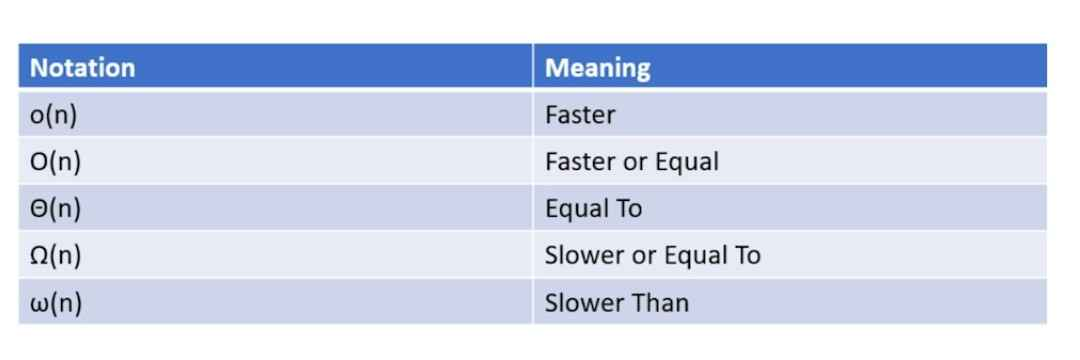 Notation Meaning
o(n) Faster
O(n) Faster or Equal
Θ(n) Equal To
Ω(n) Slower or Equal To
ω(n) Slower Than